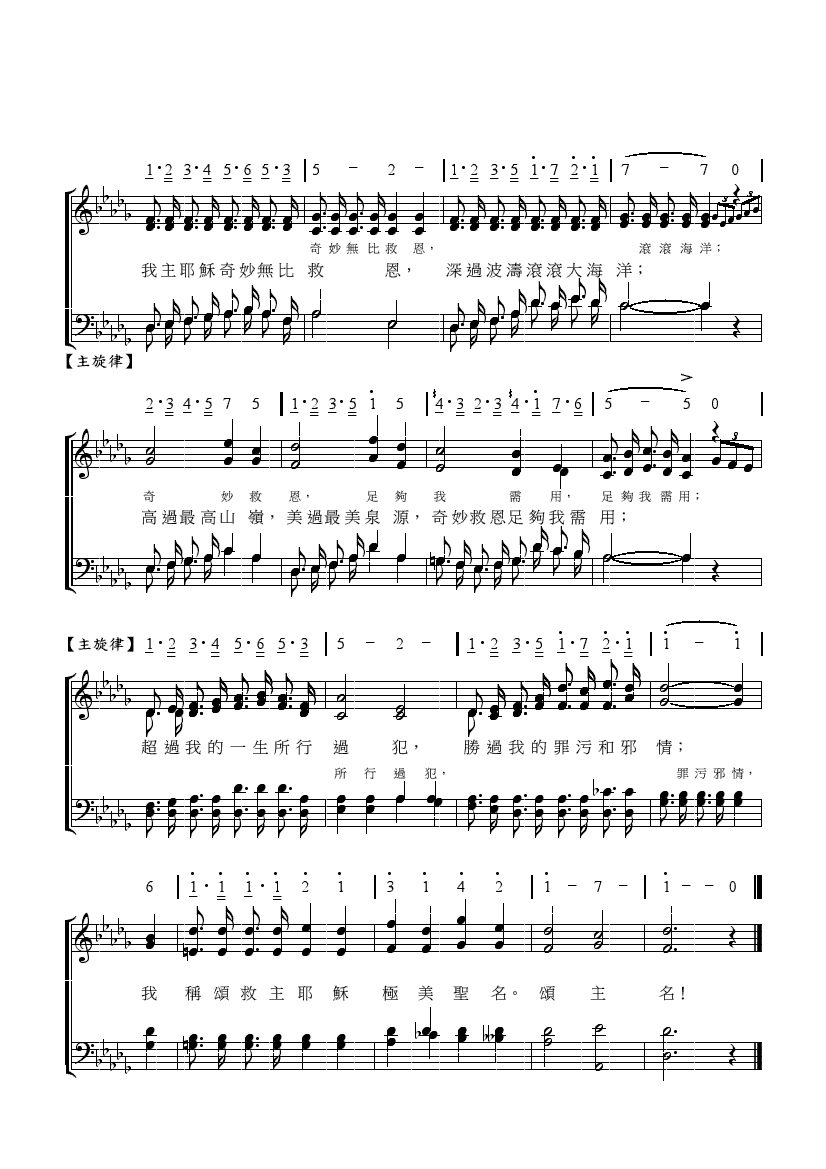 1·2 3·4 5·6 5·3 | 5 – 2 – | 1·2 3·5 1̇·7 2̇·1̇ | 7 – 7 0 |
奇妙無比救恩， 滾滾海洋；
我主耶穌奇妙無比救 恩，深過波濤滾滾大海洋；
【主旋律】
2·3 4·5 7 5 | 1·2 3·5 1̇ 5 | ♯4·3 2·3 ♯4·1̇ 7·6 | 5 – 5 0 |
3
奇 妙救恩， 足夠我 需用，足夠我需用；
高過最高山嶺，美過最美泉源，奇妙救恩足夠我需用；
【主旋律】 1·2 3·4 5·6 5·3 | 5 – 2 – | 1·2 3·5 1̇·7 2̇·1̇ | 1̇ – 1̇ |
超過我的一生所行過 犯， 勝過我的罪污和邪情；
所行過犯， 罪污邪情，
6 | 1̇·1̇ 1̇·1̇ 2̇ 1̇ | 3̇ 1̇ 4̇ 2̇ | 1̇ – 7 – | 1̇ – 0
我 稱頌救主耶穌 極美聖名。頌 主 名！